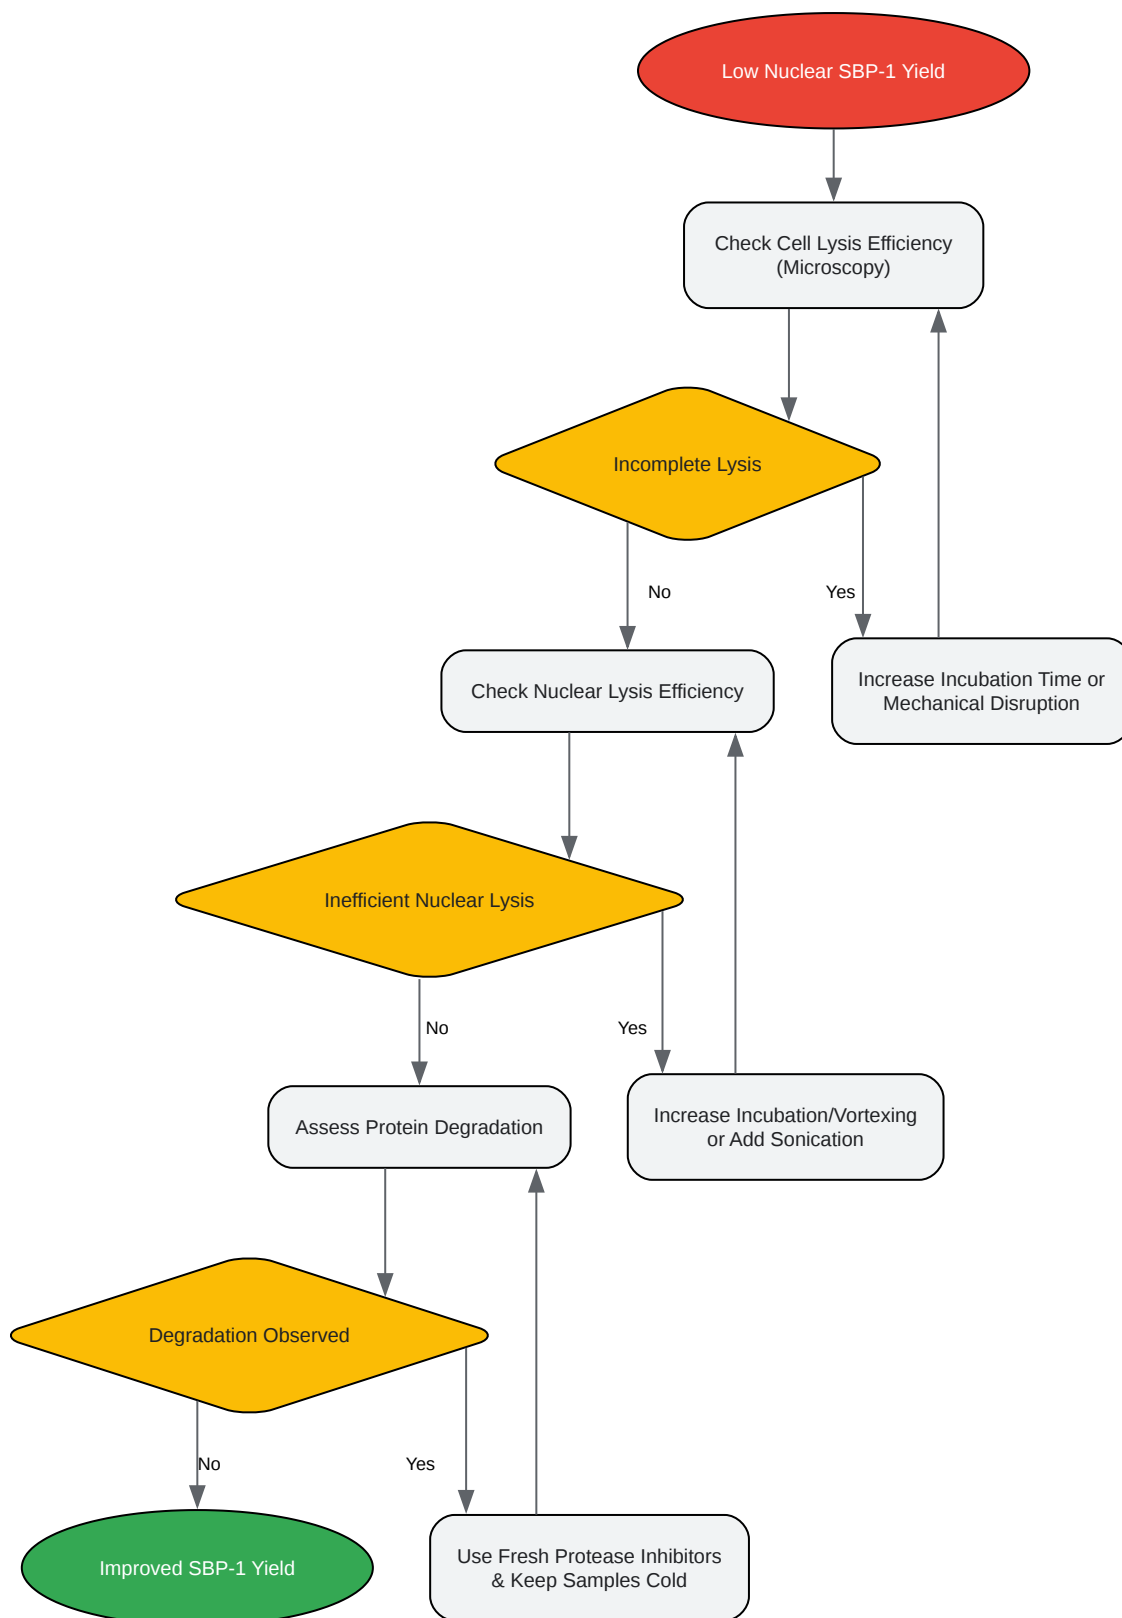 Low Nuclear SBP-1 Yield
Check Cell Lysis Efficiency
(Microscopy)
Incomplete Lysis
No
Yes
Check Nuclear Lysis Efficiency
Increase Incubation Time or
Mechanical Disruption
Inefficient Nuclear Lysis
No
Yes
Assess Protein Degradation
Increase Incubation/Vortexing
or Add Sonication
Degradation Observed
No
Yes
Improved SBP-1 Yield
Use Fresh Protease Inhibitors
& Keep Samples Cold